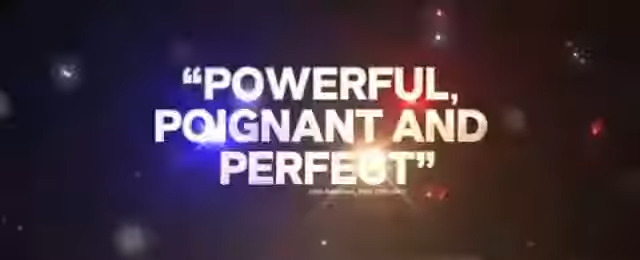 “POWERFUL,
POIGNANT AND
PERFECT”